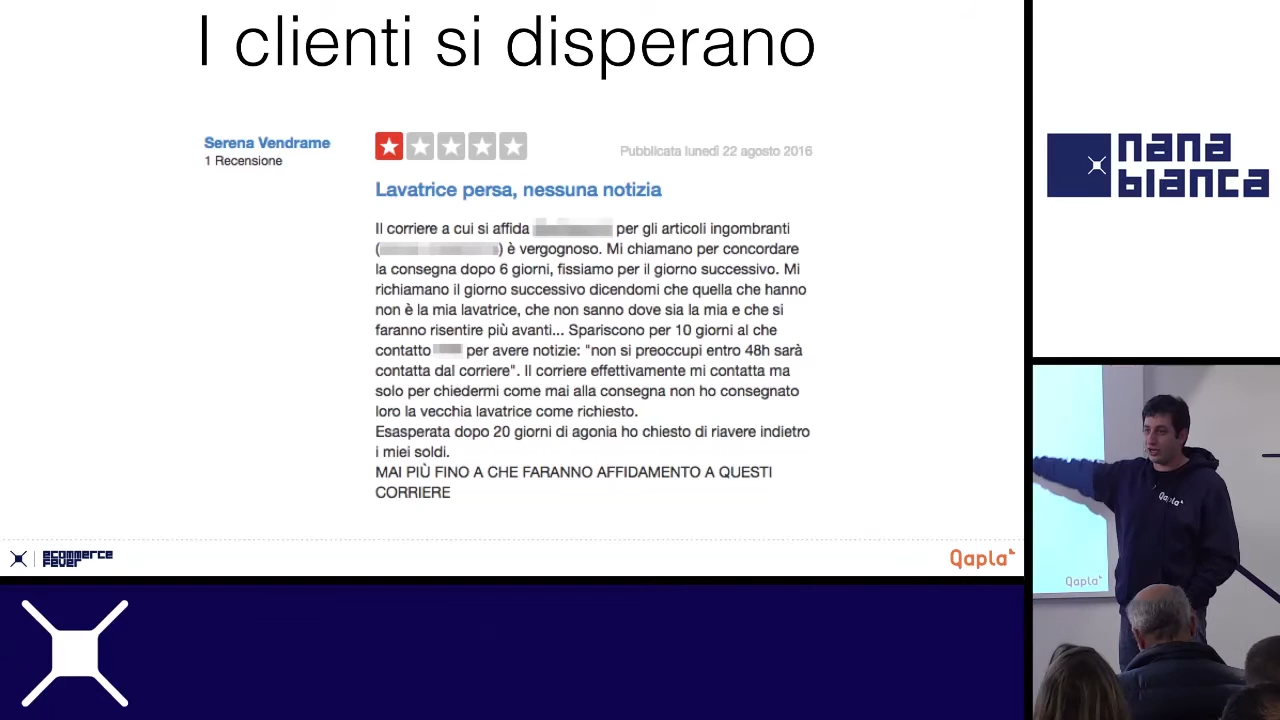 I clienti si disperano
Serena Vendrame
1 Recensione
Pubblicata lunedì 22 agosto 2016
Lavatrice persa, nessuna notizia
Il corriere a cui si affida per gli articoli ingombranti
( ) è vergognoso. Mi chiamano per concordare
la consegna dopo 6 giorni, fissiamo per il giorno successivo. Mi
richiamano il giorno successivo dicendomi che quella che hanno
non è la mia lavatrice, che non sanno dove sia la mia e che si
faranno risentire più avanti... Spariscono per 10 giorni al che
contatto per avere notizie: "non si preoccupi entro 48h sarà
contatta dal corriere". Il corriere effettivamente mi contatta ma
solo per chiedermi come mai alla consegna non ho consegnato
loro la vecchia lavatrice come richiesto.
Esasperata dopo 20 giorni di agonia ho chiesto di riavere indietro
i miei soldi.
MAI PIÙ FINO A CHE FARANNO AFFIDAMENTO A QUESTI
CORRIERE
ecommerce
fever
Qapla'
nana
bianca
Qapla'
Qapla'